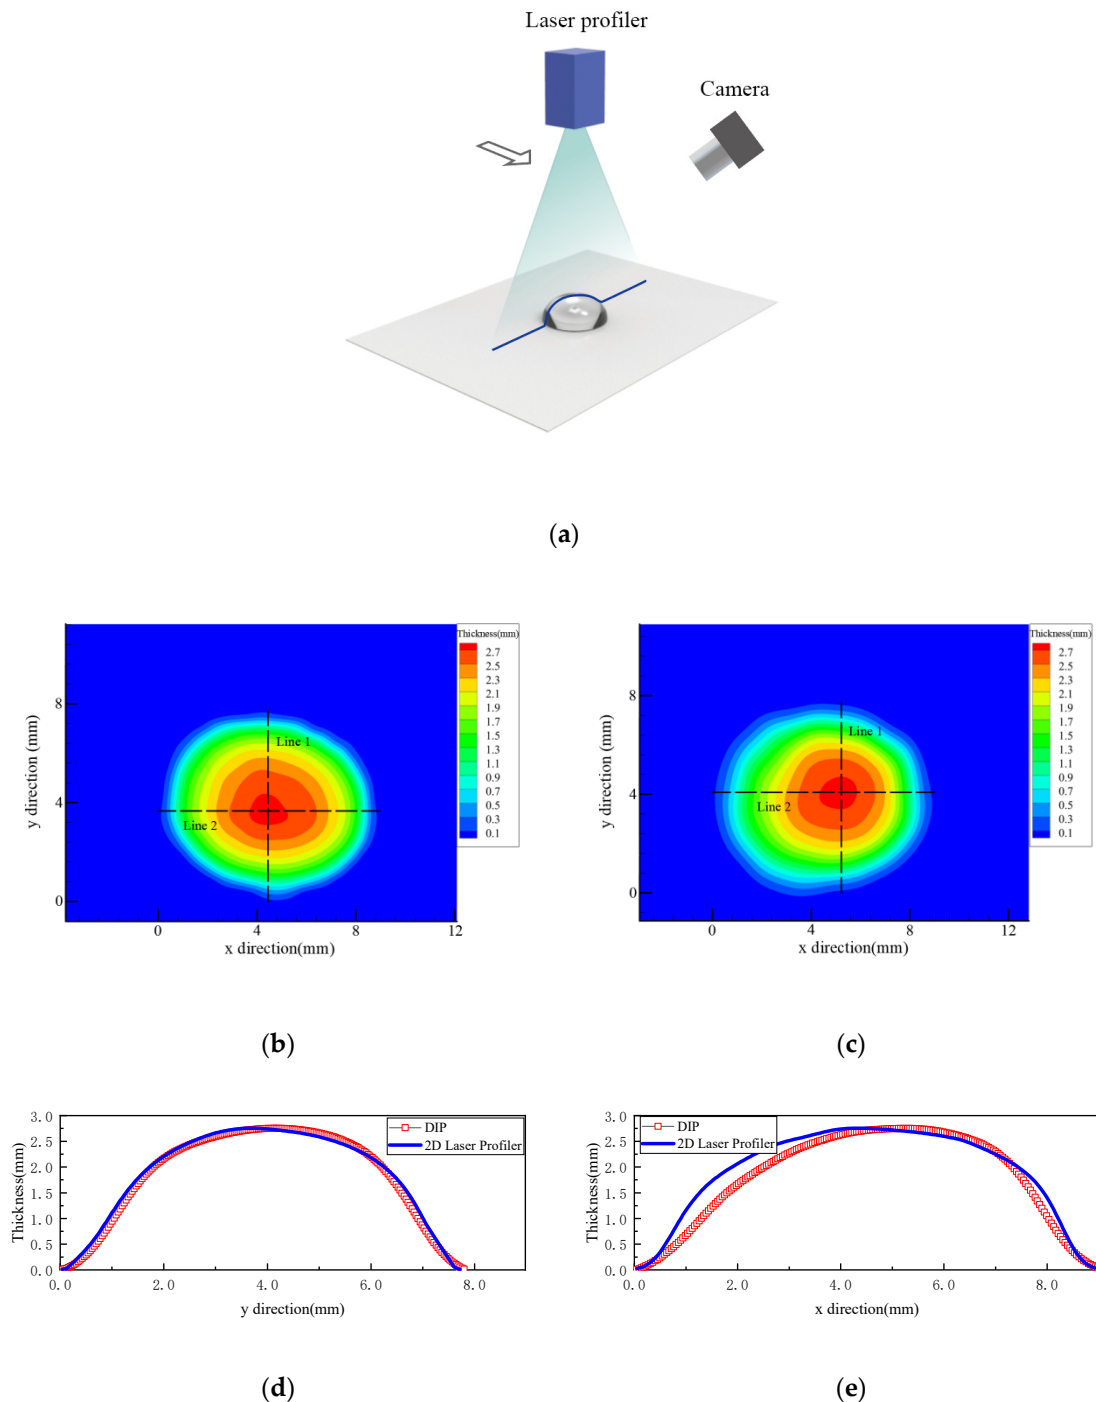 Laser profiler
Camera
(a)
Thickness(mm)
2.7
2.5
2.3
2.1
1.9
1.7
1.5
1.3
1.1
0.9
0.7
0.5
0.3
0.1
y direction (mm)
8
4
0
Line 1
Line 2
0 4 8 12
x direction(mm)
(b)
Thickness(mm)
2.7
2.5
2.3
2.1
1.9
1.7
1.5
1.3
1.1
0.9
0.7
0.5
0.3
0.1
y direction (mm)
8
4
0
Line 1
Line 2
0 4 8 12
x direction(mm)
(c)
Thickness(mm)
3.0
2.5
2.0
1.5
1.0
0.5
0.0
DIP
2D Laser Profiler
0.0 2.0 4.0 6.0 8.0
y direction(mm)
(d)
Thickness(mm)
3.0
2.5
2.0
1.5
1.0
0.5
0.0
DIP
2D Laser Profiler
0.0 2.0 4.0 6.0 8.0
x direction(mm)
(e)